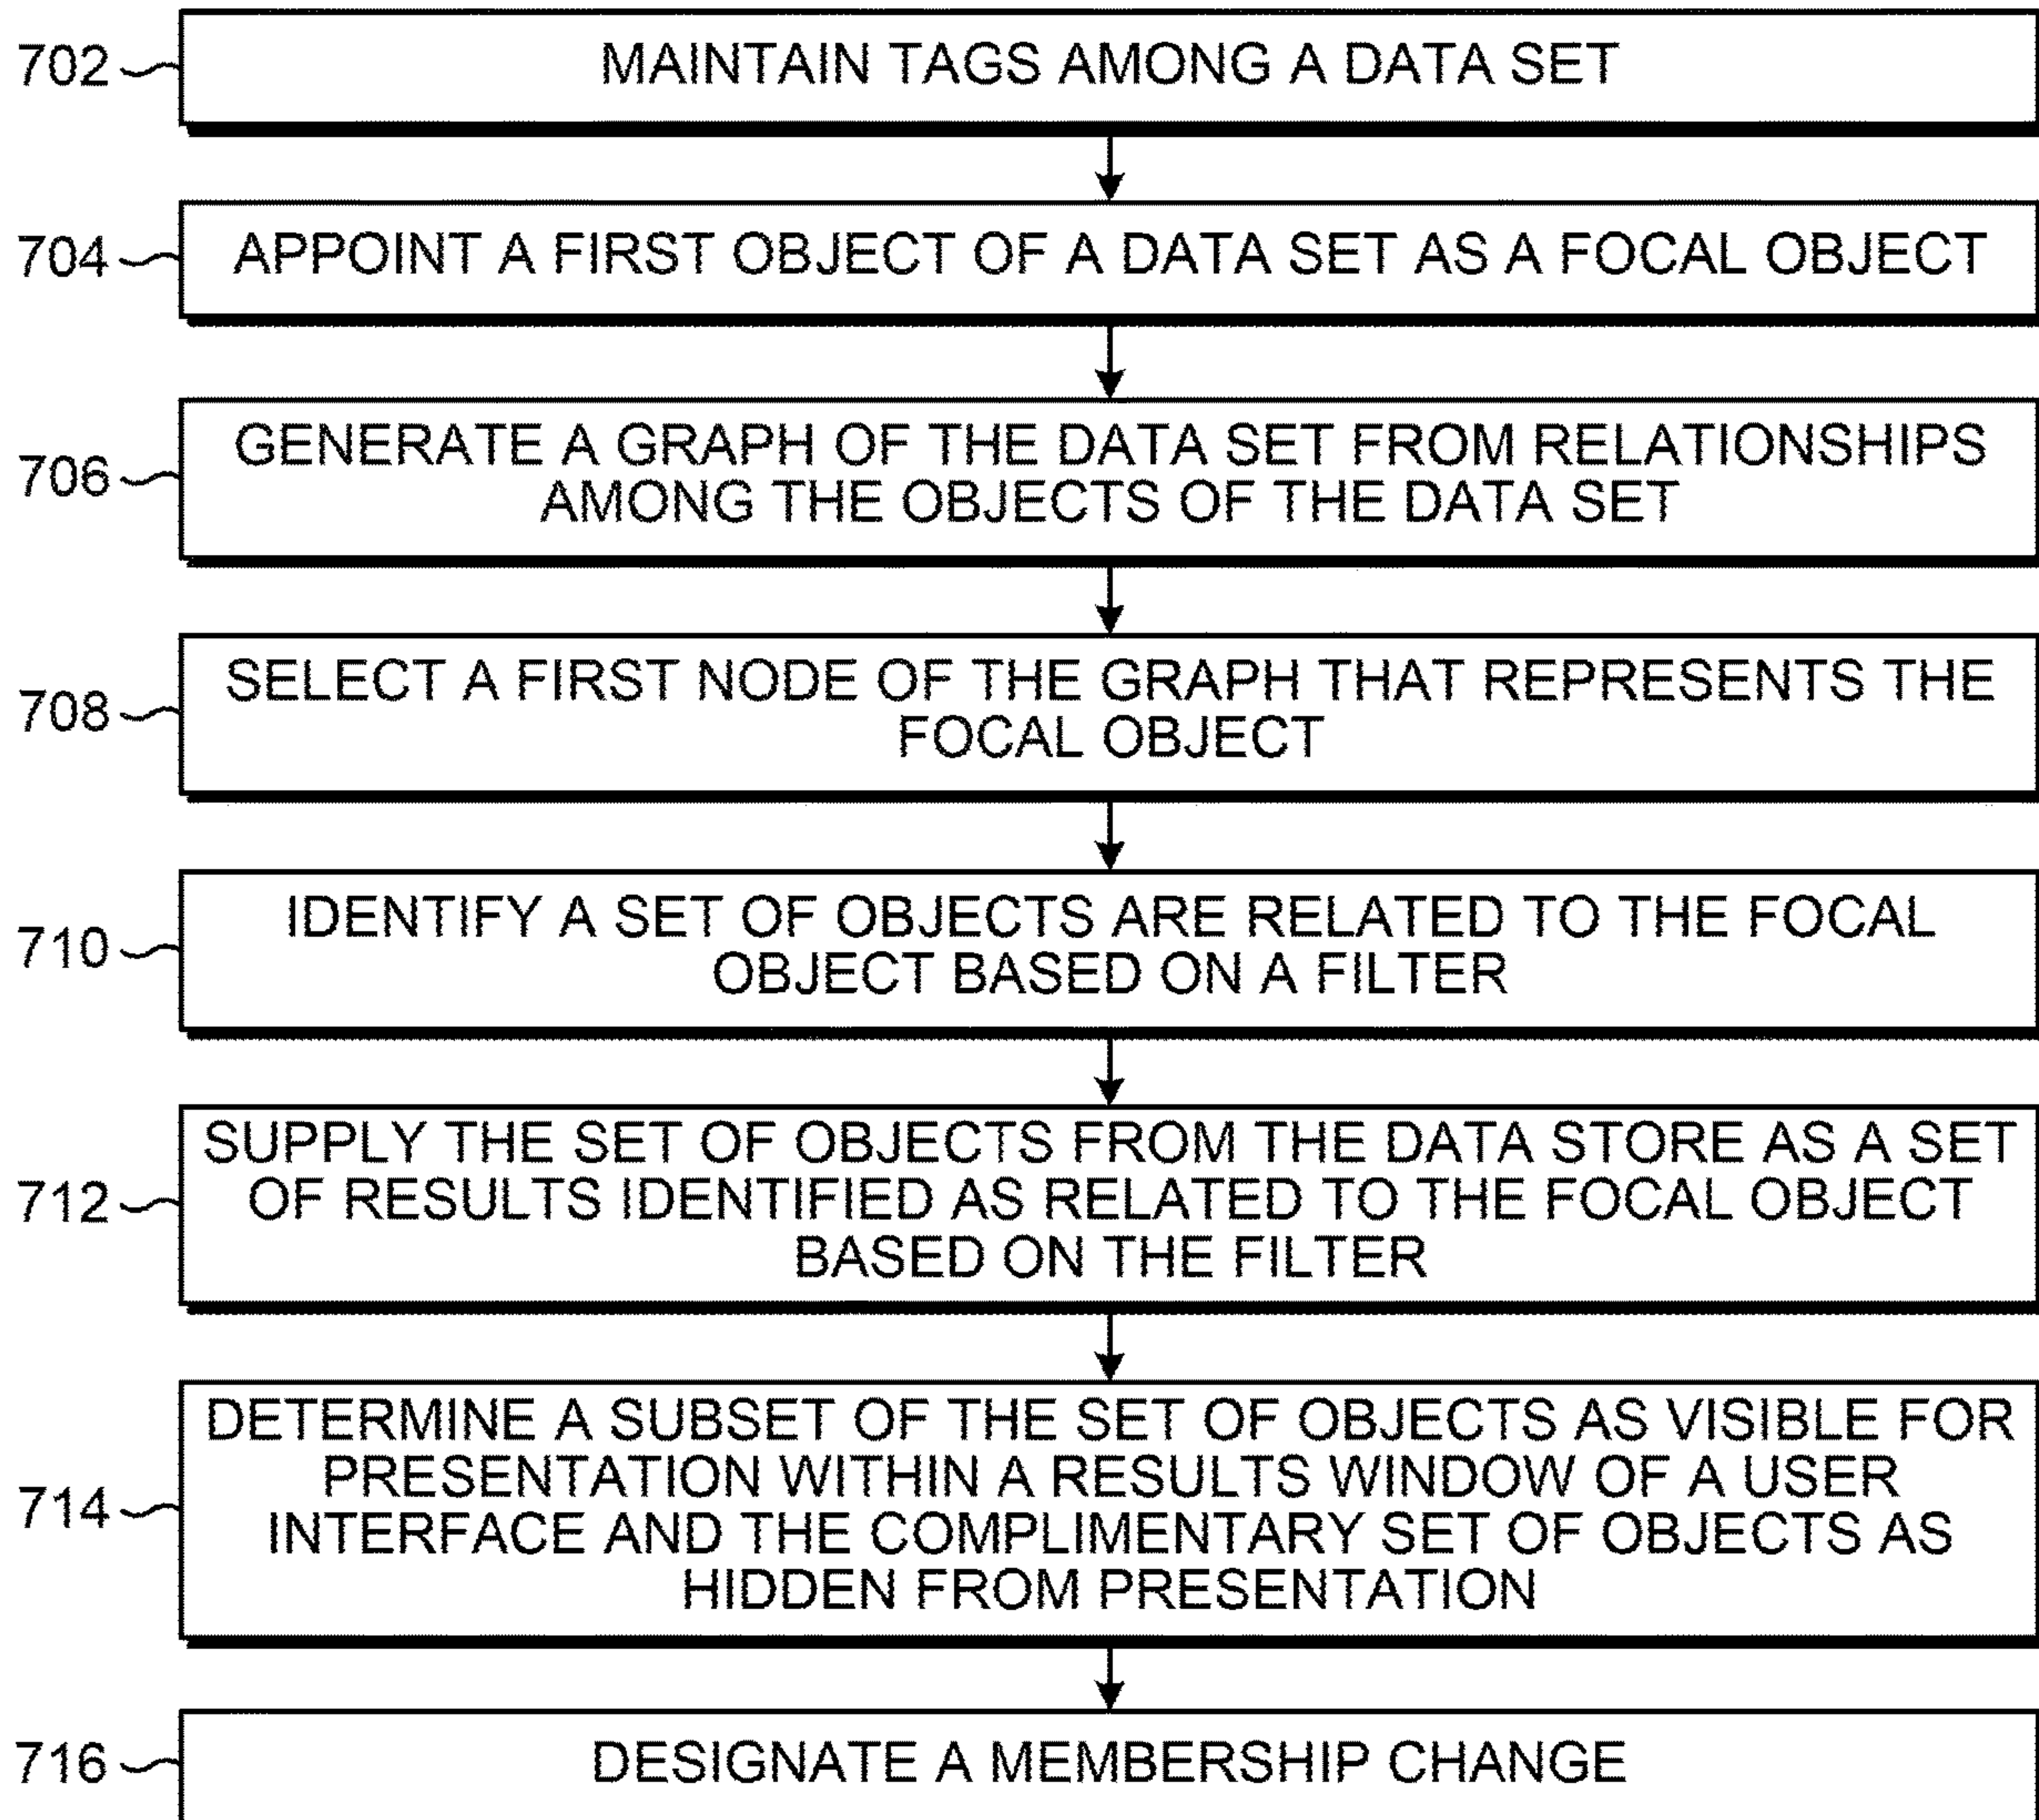 702
MAINTAIN TAGS AMONG A DATA SET
704
APPOINT A FIRST OBJECT OF A DATA SET AS A FOCAL OBJECT
706
GENERATE A GRAPH OF THE DATA SET FROM RELATIONSHIPS
AMONG THE OBJECTS OF THE DATA SET
708
SELECT A FIRST NODE OF THE GRAPH THAT REPRESENTS THE
FOCAL OBJECT
710
IDENTIFY A SET OF OBJECTS ARE RELATED TO THE FOCAL
OBJECT BASED ON A FILTER
712
SUPPLY THE SET OF OBJECTS FROM THE DATA STORE AS A SET
OF RESULTS IDENTIFIED AS RELATED TO THE FOCAL OBJECT
BASED ON THE FILTER
714
DETERMINE A SUBSET OF THE SET OF OBJECTS AS VISIBLE FOR
PRESENTATION WITHIN A RESULTS WINDOW OF A USER
INTERFACE AND THE COMPLIMENTARY SET OF OBJECTS AS
HIDDEN FROM PRESENTATION
716
DESIGNATE A MEMBERSHIP CHANGE